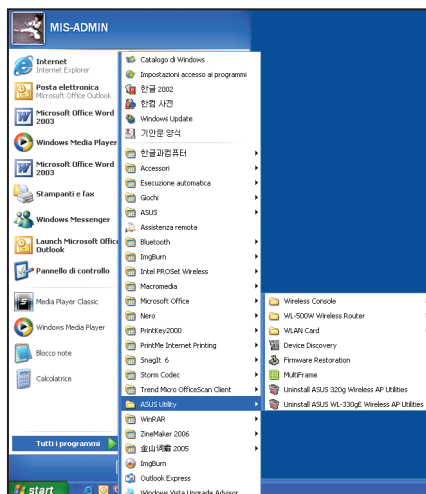 MIS-ADMIN
Internet
Internet Explorer
Posta elettronica
Microsoft Office Outlook
Microsoft Office Word
2003
Windows Media Player
Microsoft Office Word
2003
Stampanti e fax
Windows Messenger
Launch Microsoft Office
Outlook
Pannello di controllo
Media Player Classic
Windows Media Player
Blocco note
Calcolatrice
Tutti i programmi
start
Catalogo di Windows
Impostazioni accesso ai programmi
한글 2002
한컴 사전
Windows Update
기안문 양식
한글과컴퓨터
Accessori
Esecuzione automatica
Giochi
ASUS
Assistenza remota
Bluetooth
ImgBurn
Intel PROSet Wireless
Macromedia
Microsoft Office
Nero
PrintKey2000
PrintMe Internet Printing
SnagIt 6
Storm Codec
Trend Micro OfficeScan Client
ASUS Utility
WinRAR
ZineMaker 2006
金山词霸 2005
ImgBurn
Outlook Express
Windows Vista Upgrade Advisor
Wireless Console
WL-500W Wireless Router
WLAN Card
Device Discovery
Firmware Restoration
MultiFrame
Uninstall ASUS 320g Wireless AP Utilities
Uninstall ASUS WL-330gE Wireless AP Utilities